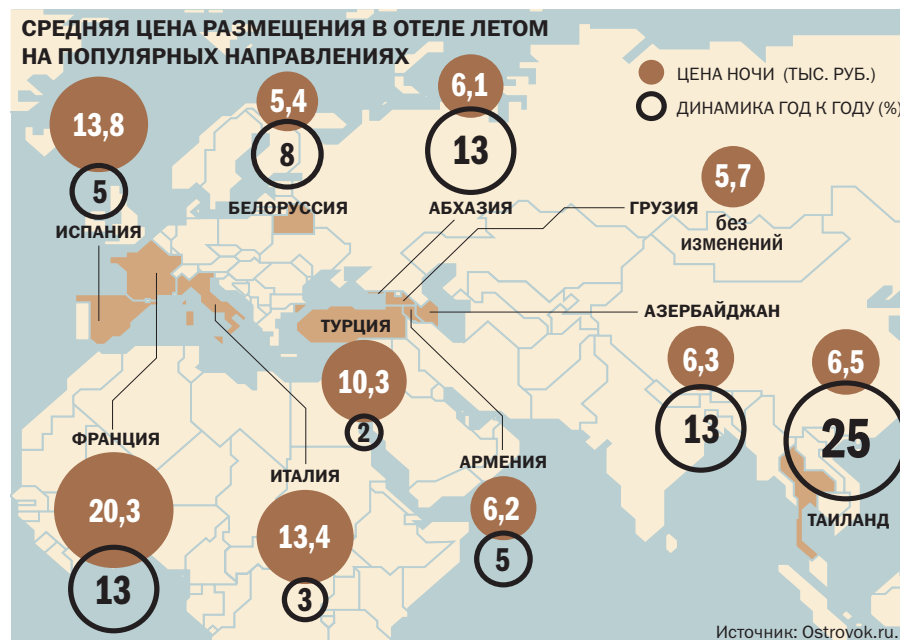 СРЕДНЯЯ ЦЕНА РАЗМЕЩЕНИЯ В ОТЕЛЕ ЛЕТОМ
НА ПОПУЛЯРНЫХ НАПРАВЛЕНИЯХ
ЦЕНА НОЧИ (ТЫС. РУБ.)
ДИНАМИКА ГОД К ГОДУ (%)
13,8
5
ИСПАНИЯ
5,4
8
БЕЛОРУССИЯ
6,1
13
АБХАЗИЯ
ГРУЗИЯ
5,7
без
изменений
АЗЕРБАЙДЖАН
6,3
13
6,5
25
ТАИЛАНД
ТУРЦИЯ
10,3
2
ФРАНЦИЯ
20,3
13
ИТАЛИЯ
13,4
3
АРМЕНИЯ
6,2
5
Источник: Ostrovok.ru.